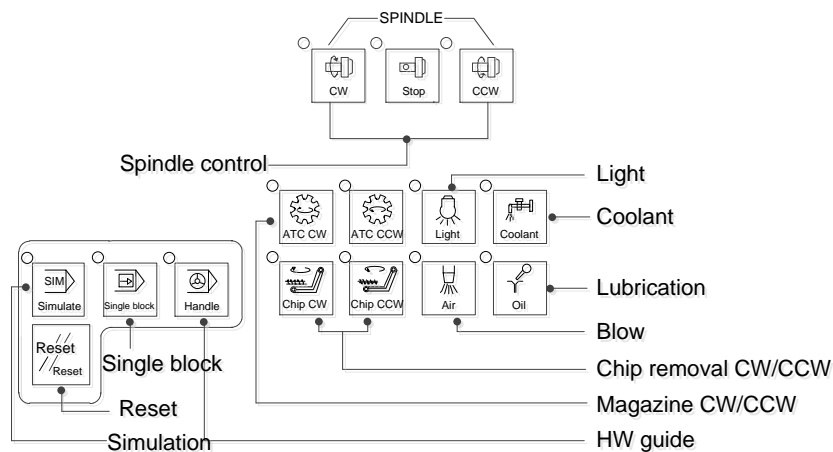 SPINDLE
CW
Stop
CCW
Spindle control
Light
ATC CW
ATC CCW
Light
Coolant
Coolant
SIM
Simulate
Single block
Handle
Chip CW
Chip CCW
Air
Oil
Lubrication
Reset
Reset
Blow
Single block
Chip removal CW/CCW
Reset
Magazine CW/CCW
Simulation
HW guide